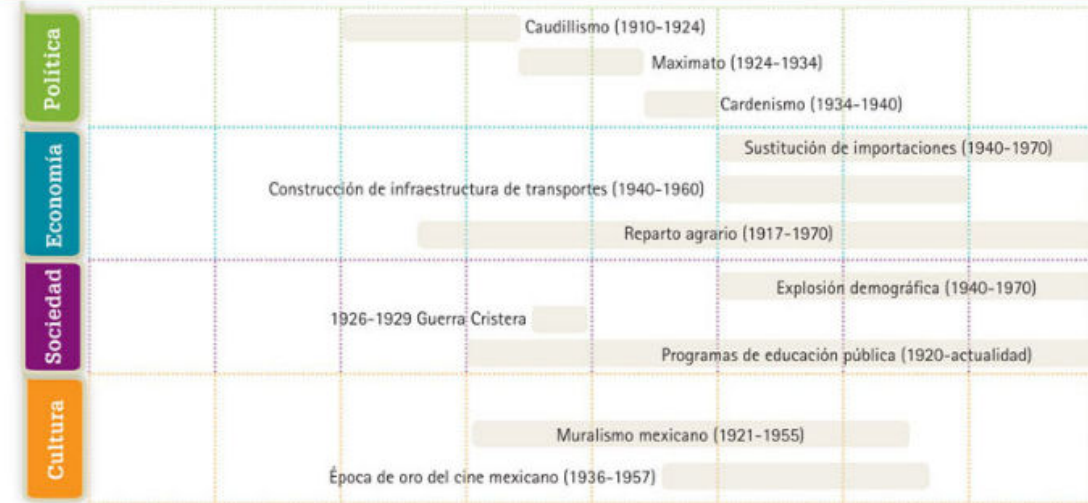 Política
Caudillismo (1910-1924)
Maximato (1924-1934)
Cardenismo (1934-1940)
Economía
Sustitución de importaciones (1940-1970)
Construcción de infraestructura de transportes (1940-1960)
Reparto agrario (1917-1970)
Sociedad
Explosión demográfica (1940-1970)
1926-1929 Guerra Cristera
Programas de educación pública (1920-actualidad)
Cultura
Muralismo mexicano (1921-1955)
Época de oro del cine mexicano (1936-1957)